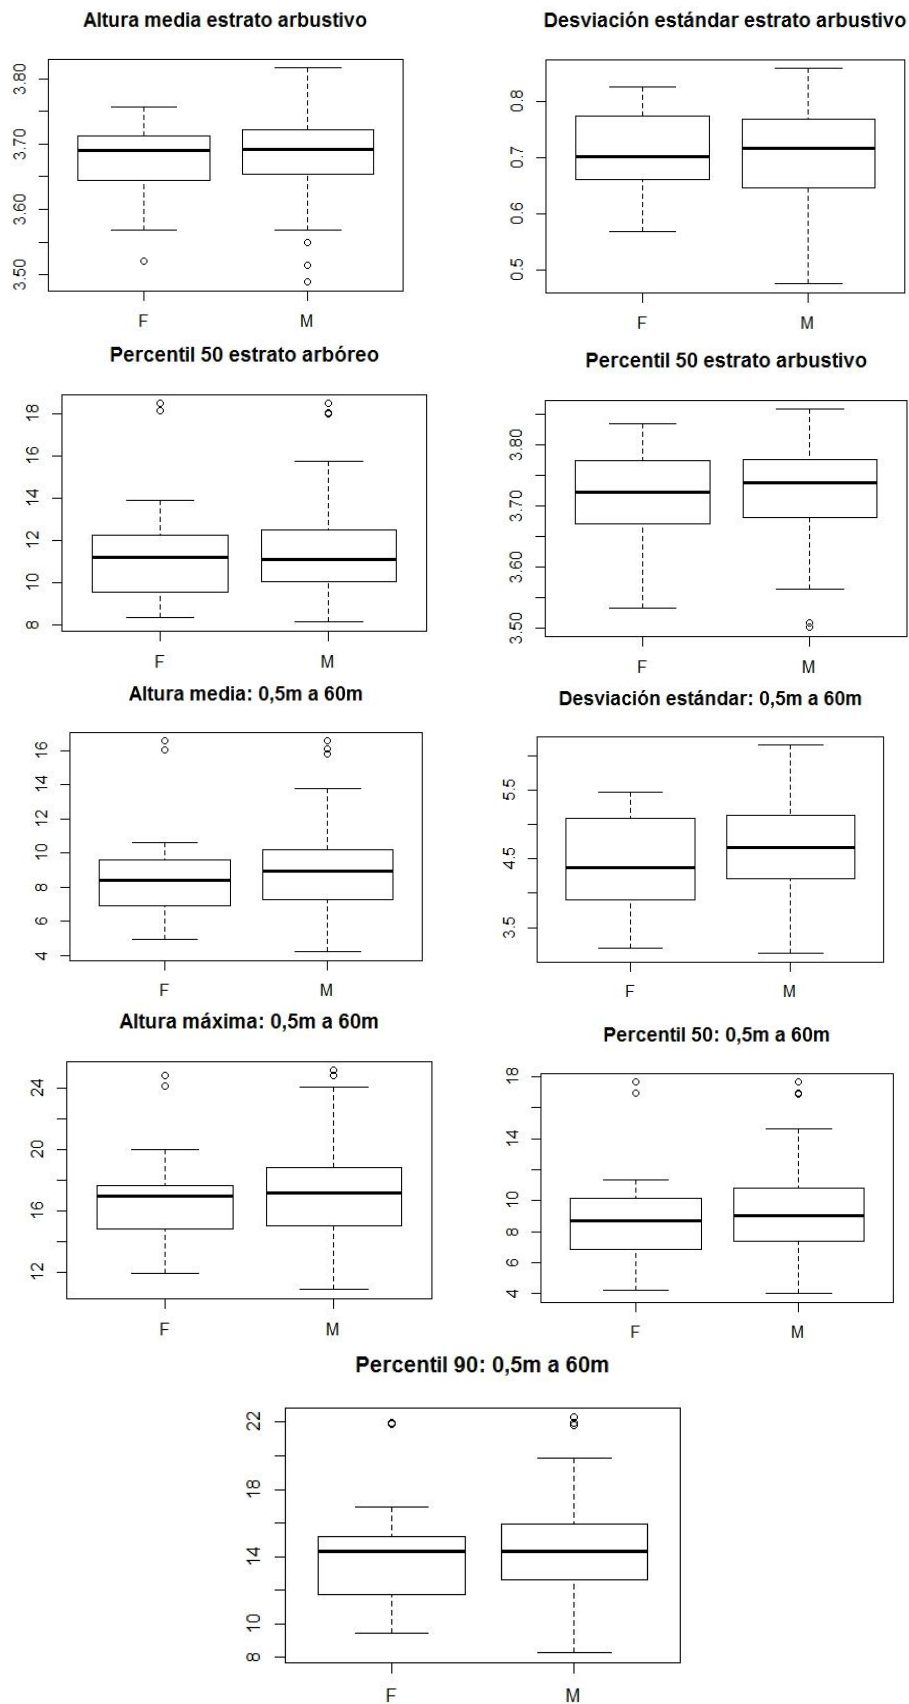 Altura media estrato arbustivo
3.80
3.70
3.60
3.50
F M
Desviación estándar estrato arbustivo
0.8
0.7
0.6
0.5
F M
Percentil 50 estrato arbóreo
18
16
14
12
10
8
F M
Percentil 50 estrato arbustivo
3.80
3.70
3.60
3.50
F M
Altura media: 0,5m a 60m
16
14
12
10
8
6
4
F M
Desviación estándar: 0,5m a 60m
5.5
4.5
3.5
F M
Altura máxima: 0,5m a 60m
24
20
16
12
F M
Percentil 50: 0,5m a 60m
18
14
10
8
6
4
F M
Percentil 90: 0,5m a 60m
22
18
14
10
8
F M